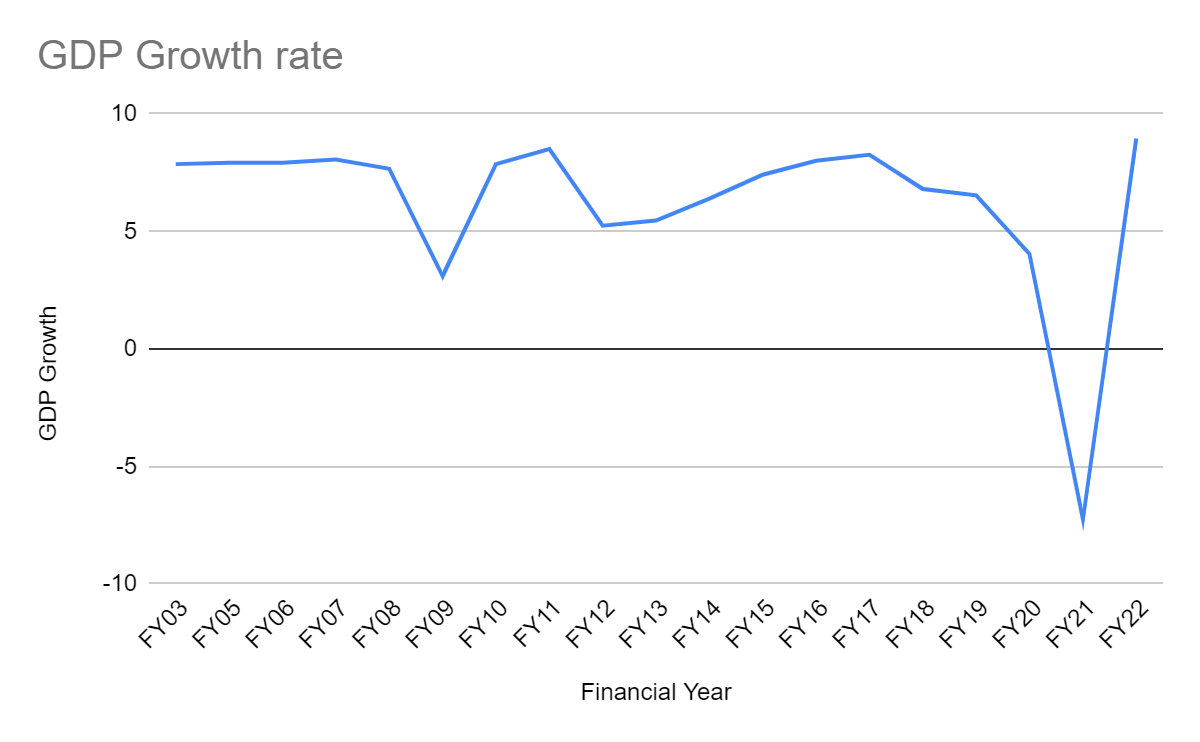 GDP Growth rate
10
5
0
-5
-10
GDP Growth
FY03
FY05
FY06
FY07
FY08
FY09
FY10
FY11
FY12
FY13
FY14
FY15
FY16
FY17
FY18
FY19
FY20
FY21
FY22
Financial Year